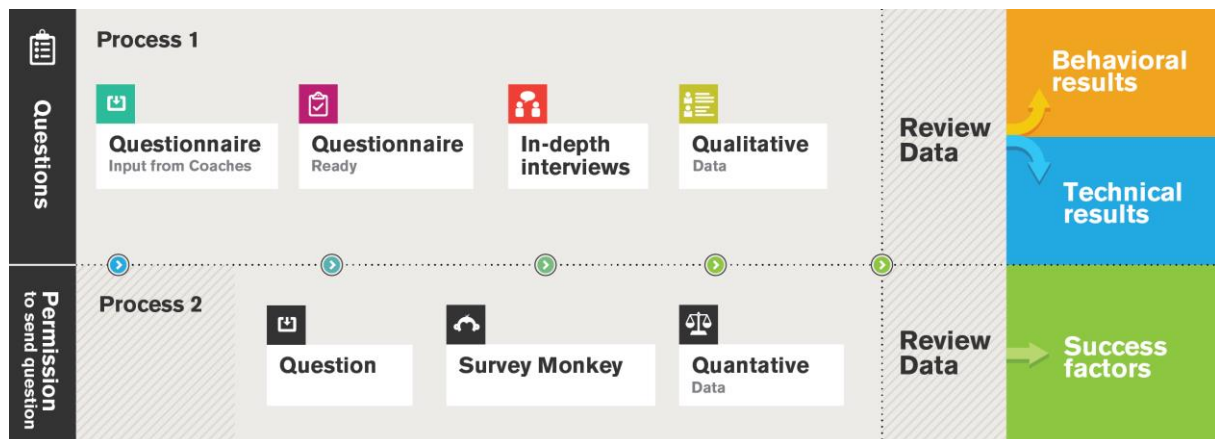 Questions
Process 1
Questionnaire
Input from Coaches
Questionnaire
Ready
In-depth
interviews
Qualitative
Data
Review
Data
Behavioral
results
Technical
results
Permission
to send question
Process 2
Question
Survey Monkey
Quantative
Data
Review
Data
Success
factors